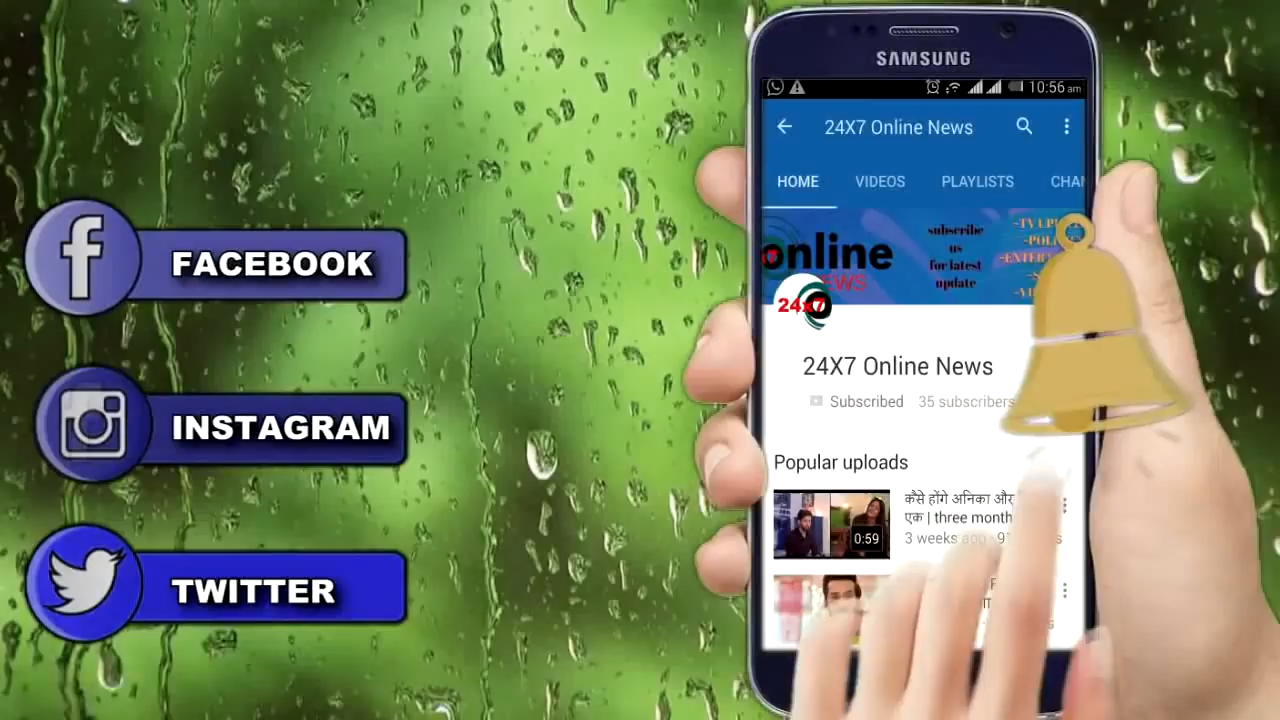 FACEBOOK
INSTAGRAM
TWITTER
SAMSUNG
10:56 am
24X7 Online News
HOME VIDEOS PLAYLISTS
online
NEWS
subscribe
us
for latest
update
24x7
24X7 Online News
Subscribed 35 subscribers
Popular uploads
कैसे होंगे अनिका और
एक | three month
3 weeks ago
0:59